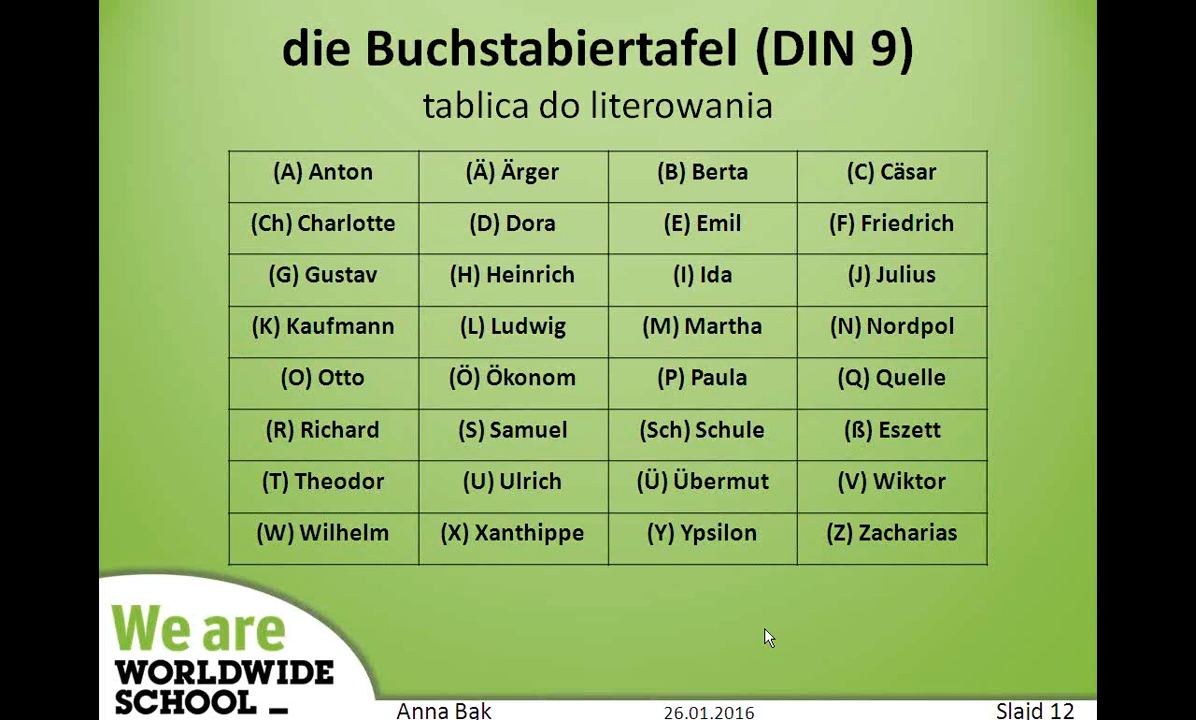 die Buchstabiertafel (DIN 9)
tablica do literowania
(A) Anton (Ä) Ärger (B) Berta (C) Cäsar
(Ch) Charlotte (D) Dora (E) Emil (F) Friedrich
(G) Gustav (H) Heinrich (I) Ida (J) Julius
(K) Kaufmann (L) Ludwig (M) Martha (N) Nordpol
(O) Otto (Ö) Ökonom (P) Paula (Q) Quelle
(R) Richard (S) Samuel (Sch) Schule (ß) Eszett
(T) Theodor (U) Ulrich (Ü) Übermut (V) Wiktor
(W) Wilhelm (X) Xanthippe (Y) Ypsilon (Z) Zacharias
We are
WORLDWIDE
SCHOOL _
Anna Bąk 26.01.2016 Slajd 12